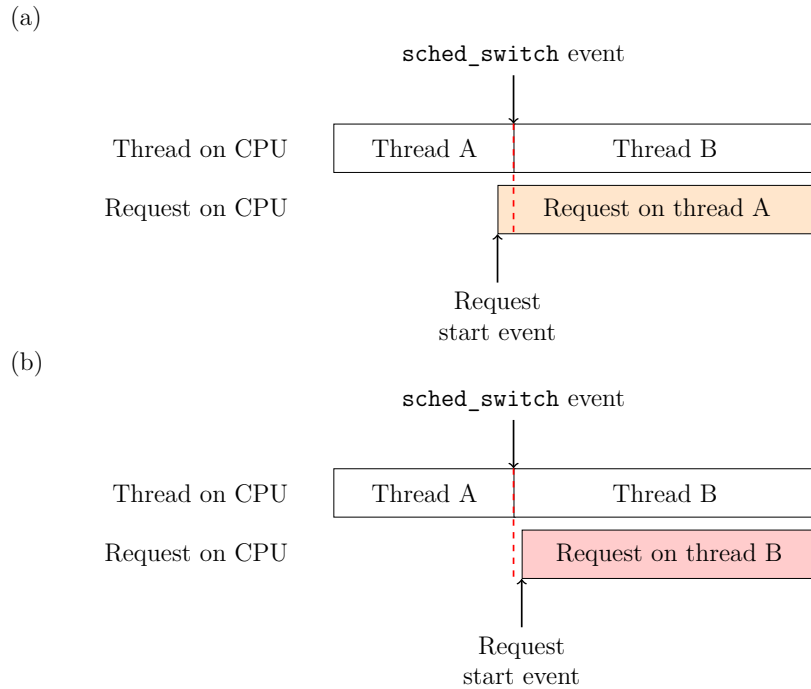 (a)
sched_switch event
Thread on CPU Thread A Thread B
Request on CPU Request on thread A
Request
start event
(b)
sched_switch event
Thread on CPU Thread A Thread B
Request on CPU Request on thread B
Request
start event